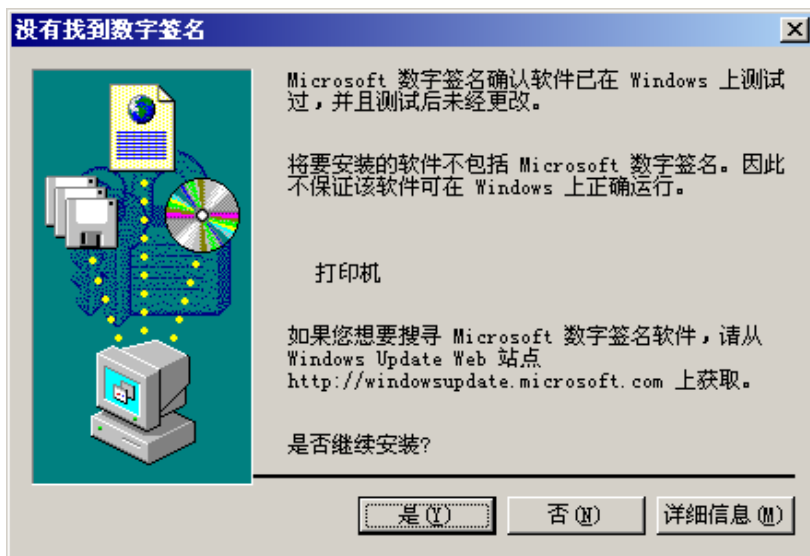 没有找到数字签名
Microsoft 数字签名确认软件已在 Windows 上测试
过，并且测试后未经更改。
将要安装的软件不包括 Microsoft 数字签名。因此
不保证该软件可在 Windows 上正确运行。
打印机
如果您想要搜寻 Microsoft 数字签名软件，请从
Windows Update Web 站点
http://windowsupdate.microsoft.com 上获取。
是否继续安装?
是(Y) 否(N) 详细信息(M)